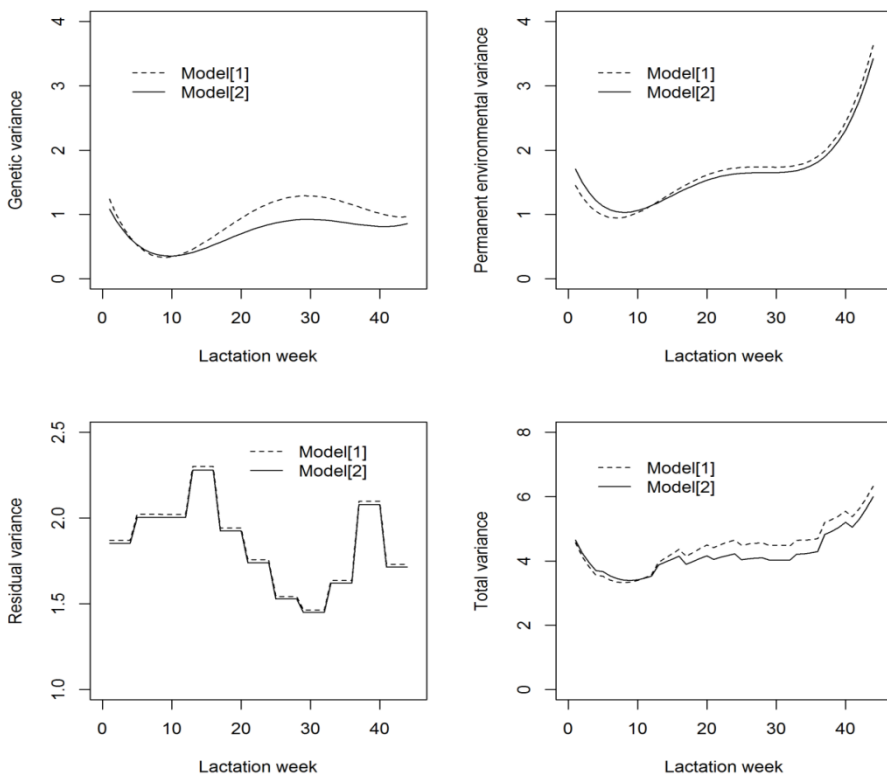 Genetic variance
4
3
2
1
0
Model[1]
Model[2]
0 10 20 30 40
Lactation week
Permanent environmental variance
4
3
2
1
0
Model[1]
Model[2]
0 10 20 30 40
Lactation week
Residual variance
2.5
2.0
1.5
1.0
Model[1]
Model[2]
0 10 20 30 40
Lactation week
Total variance
8
6
4
2
0
Model[1]
Model[2]
0 10 20 30 40
Lactation week